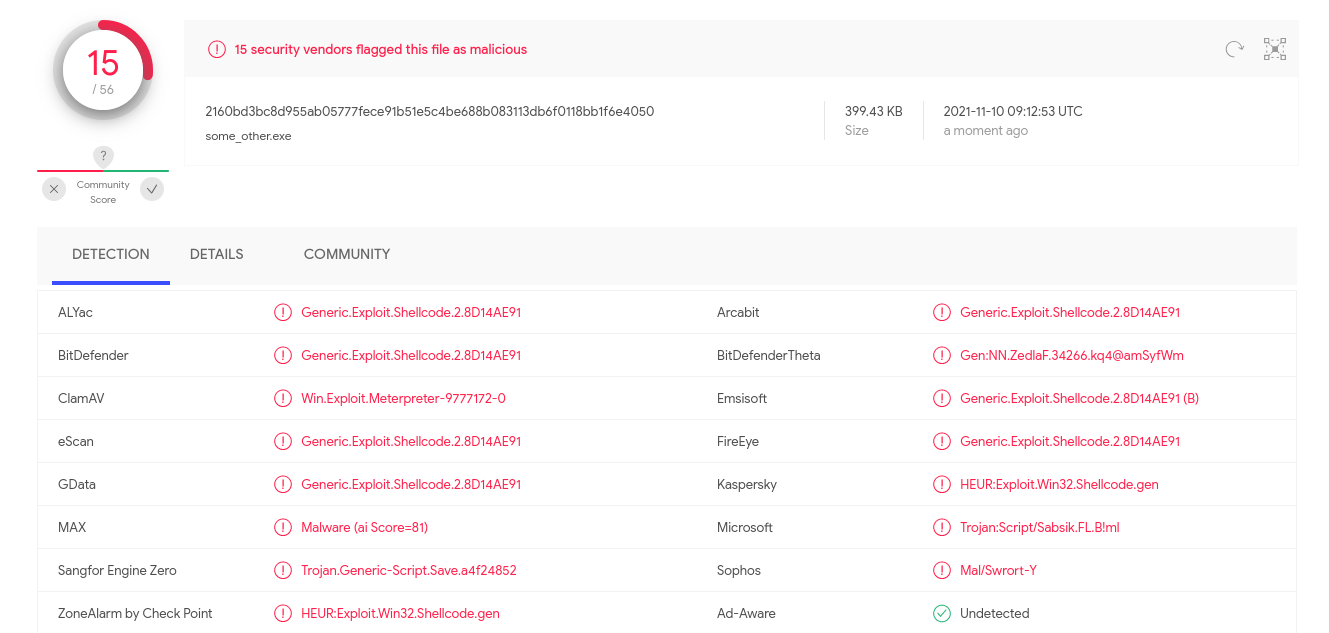 15
/ 56
15 security vendors flagged this file as malicious
2160bd3bc8d955ab05777fece91b51e5c4be688b083113db6f0118bb1f6e4050
some_other.exe
399.43 KB
Size
2021-11-10 09:12:53 UTC
a moment ago
?
Community
Score
DETECTION DETAILS COMMUNITY
ALYac Generic.Exploit.Shellcode.2.8D14AE91 Arcabit Generic.Exploit.Shellcode.2.8D14AE91
BitDefender Generic.Exploit.Shellcode.2.8D14AE91 BitDefenderTheta Gen:NN.ZedlaF.34266.kq4@amSyfWm
ClamAV Win.Exploit.Meterpreter-9777172-0 Emsisoft Generic.Exploit.Shellcode.2.8D14AE91 (B)
eScan Generic.Exploit.Shellcode.2.8D14AE91 FireEye Generic.Exploit.Shellcode.2.8D14AE91
GData Generic.Exploit.Shellcode.2.8D14AE91 Kaspersky HEUR:Exploit.Win32.Shellcode.gen
MAX Malware (ai Score=81) Microsoft Trojan:Script/Sabsik.FL.B!ml
Sangfor Engine Zero Trojan.Generic-Script.Save.a4f24852 Sophos Mal/Swrort-Y
ZoneAlarm by Check Point HEUR:Exploit.Win32.Shellcode.gen Ad-Aware Undetected